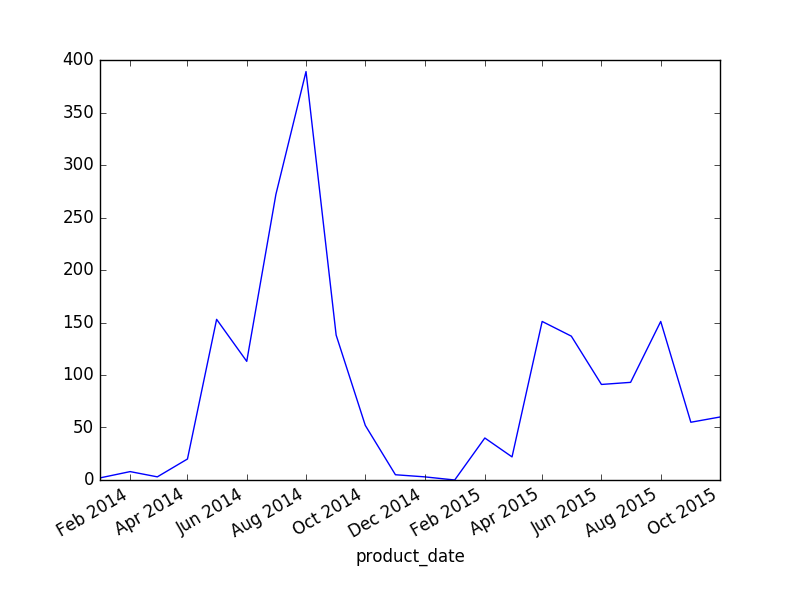 400
350
300
250
200
150
100
50
0
Feb 2014
Apr 2014
Jun 2014
Aug 2014
Oct 2014
Dec 2014
Feb 2015
Apr 2015
Jun 2015
Aug 2015
Oct 2015
product_date